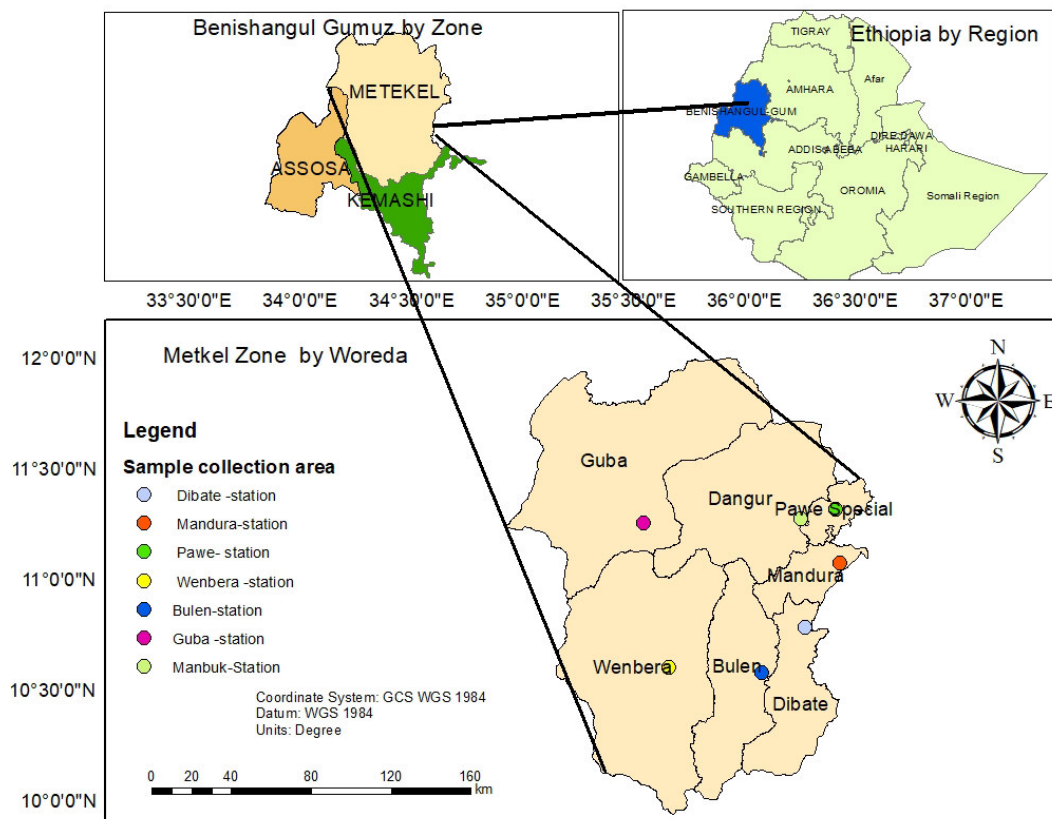 Benishangul Gumuz by Zone
METEKEL
ASSOSA
KEMASHI
Ethiopia by Region
TIGRAY
Afar
AMHARA
BENISHANGUL-GUM
DIRE DAWA
HARARI
ADDIS ABEBA
GAMBELLA
OROMIA
Somali Region
SOUTHERN REGION
33°30'0"E 34°0'0"E 34°30'0"E 35°0'0"E 35°30'0"E 36°0'0"E 36°30'0"E 37°0'0"E
Metkel Zone by Woreda
12°0'0"N
11°30'0"N
11°0'0"N
10°30'0"N
10°0'0"N
N
W E
S
Legend
Sample collection area
Dibate -station
Mandura-station
Pawe- station
Wenbera -station
Bulen-station
Guba -station
Manbuk-Station
Coordinate System: GCS WGS 1984
Datum: WGS 1984
Units: Degree
0 20 40 80 120 160
km
Guba
Dangur
Pawe Special
Mandura
Wenbera
Bulen
Dibate